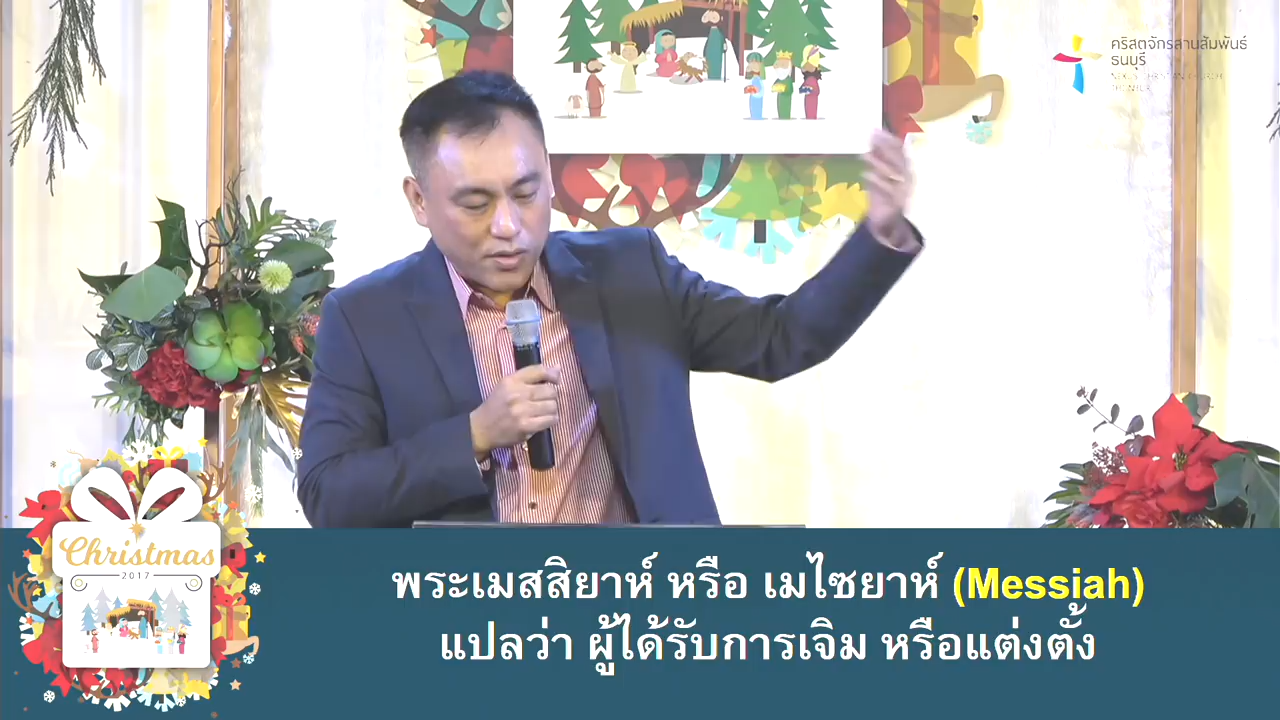 คริสตจักรสานสัมพันธ์
ธนบุรี
Christmas
2017
พระเมสสิยาห์ หรือ เมไซยาห์ (Messiah)
แปลว่า ผู้ได้รับการเจิม หรือแต่งตั้ง